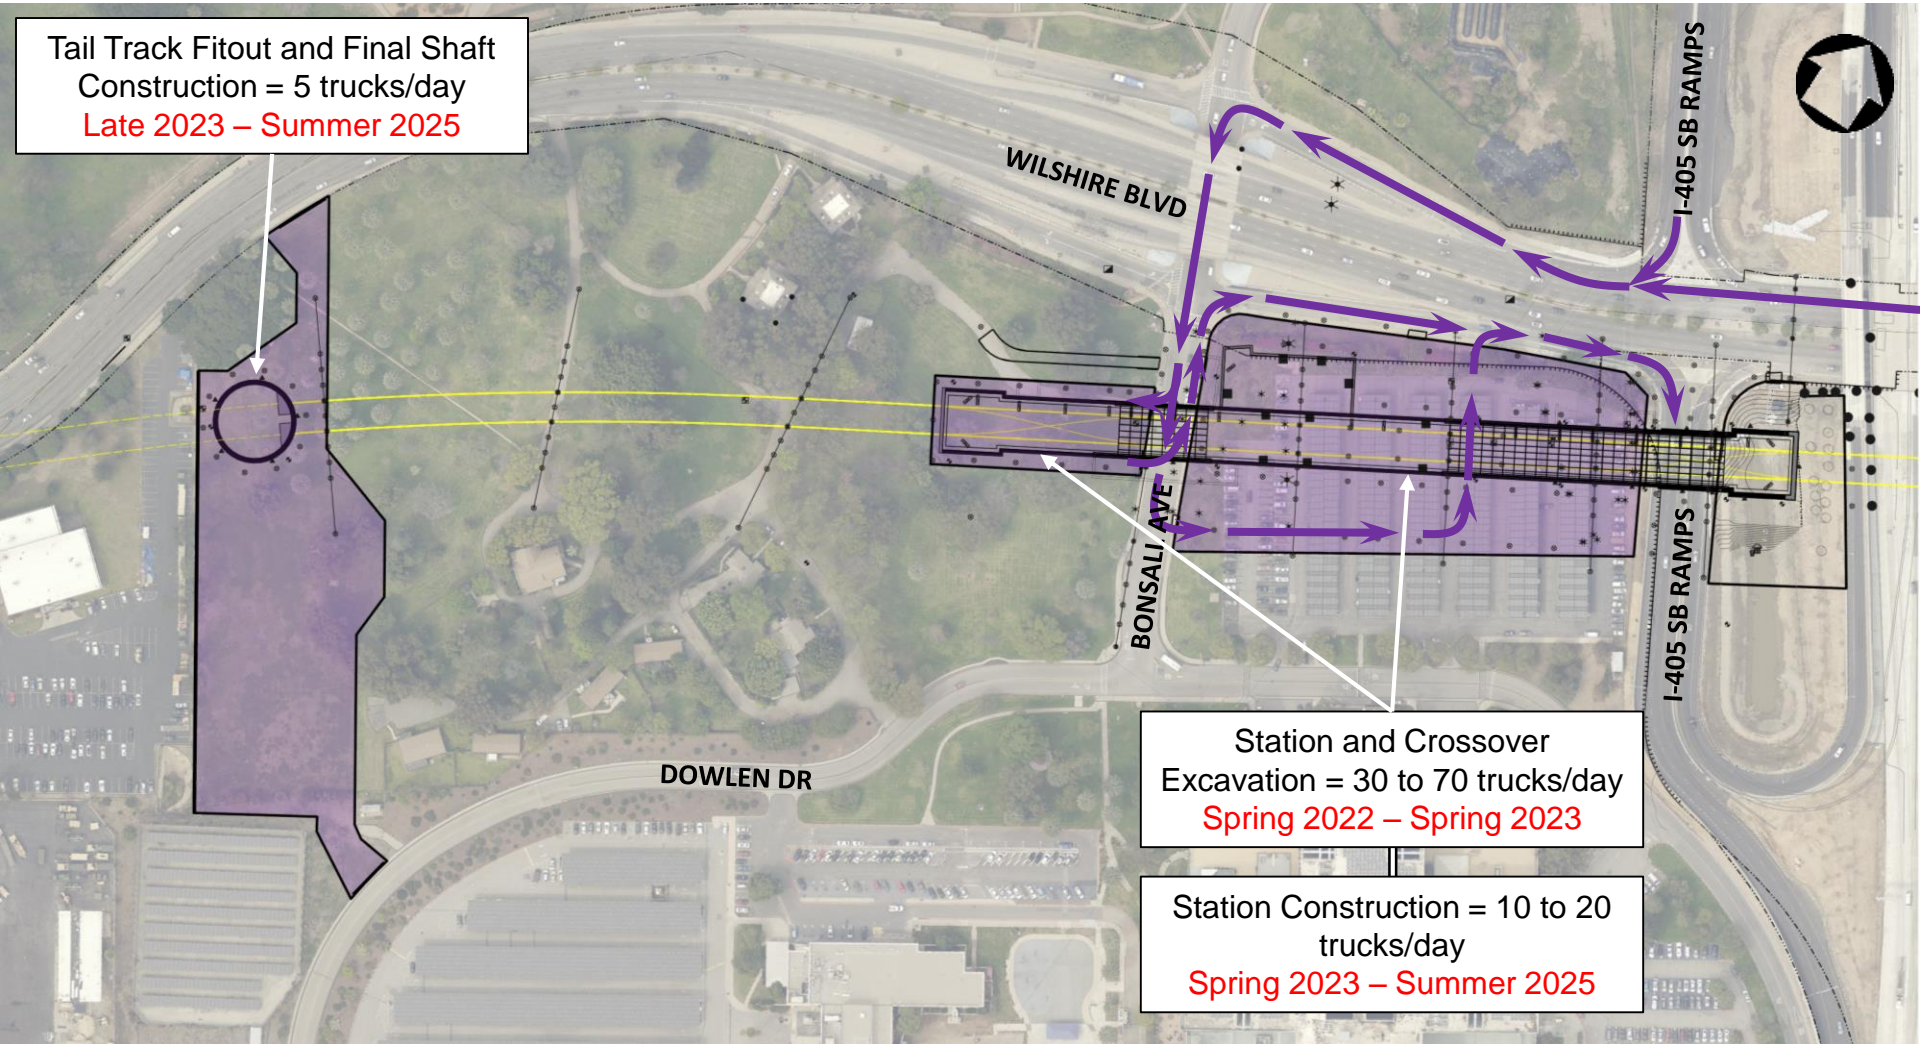 Tail Track Fitout and Final Shaft
Construction = 5 trucks/day
Late 2023 – Summer 2025
I-405 SB RAMPS
WILSHIRE BLVD
BONSALL AVE
I-405 SB RAMPS
DOWLEN DR
Station and Crossover
Excavation = 30 to 70 trucks/day
Spring 2022 – Spring 2023
Station Construction = 10 to 20
trucks/day
Spring 2023 – Summer 2025